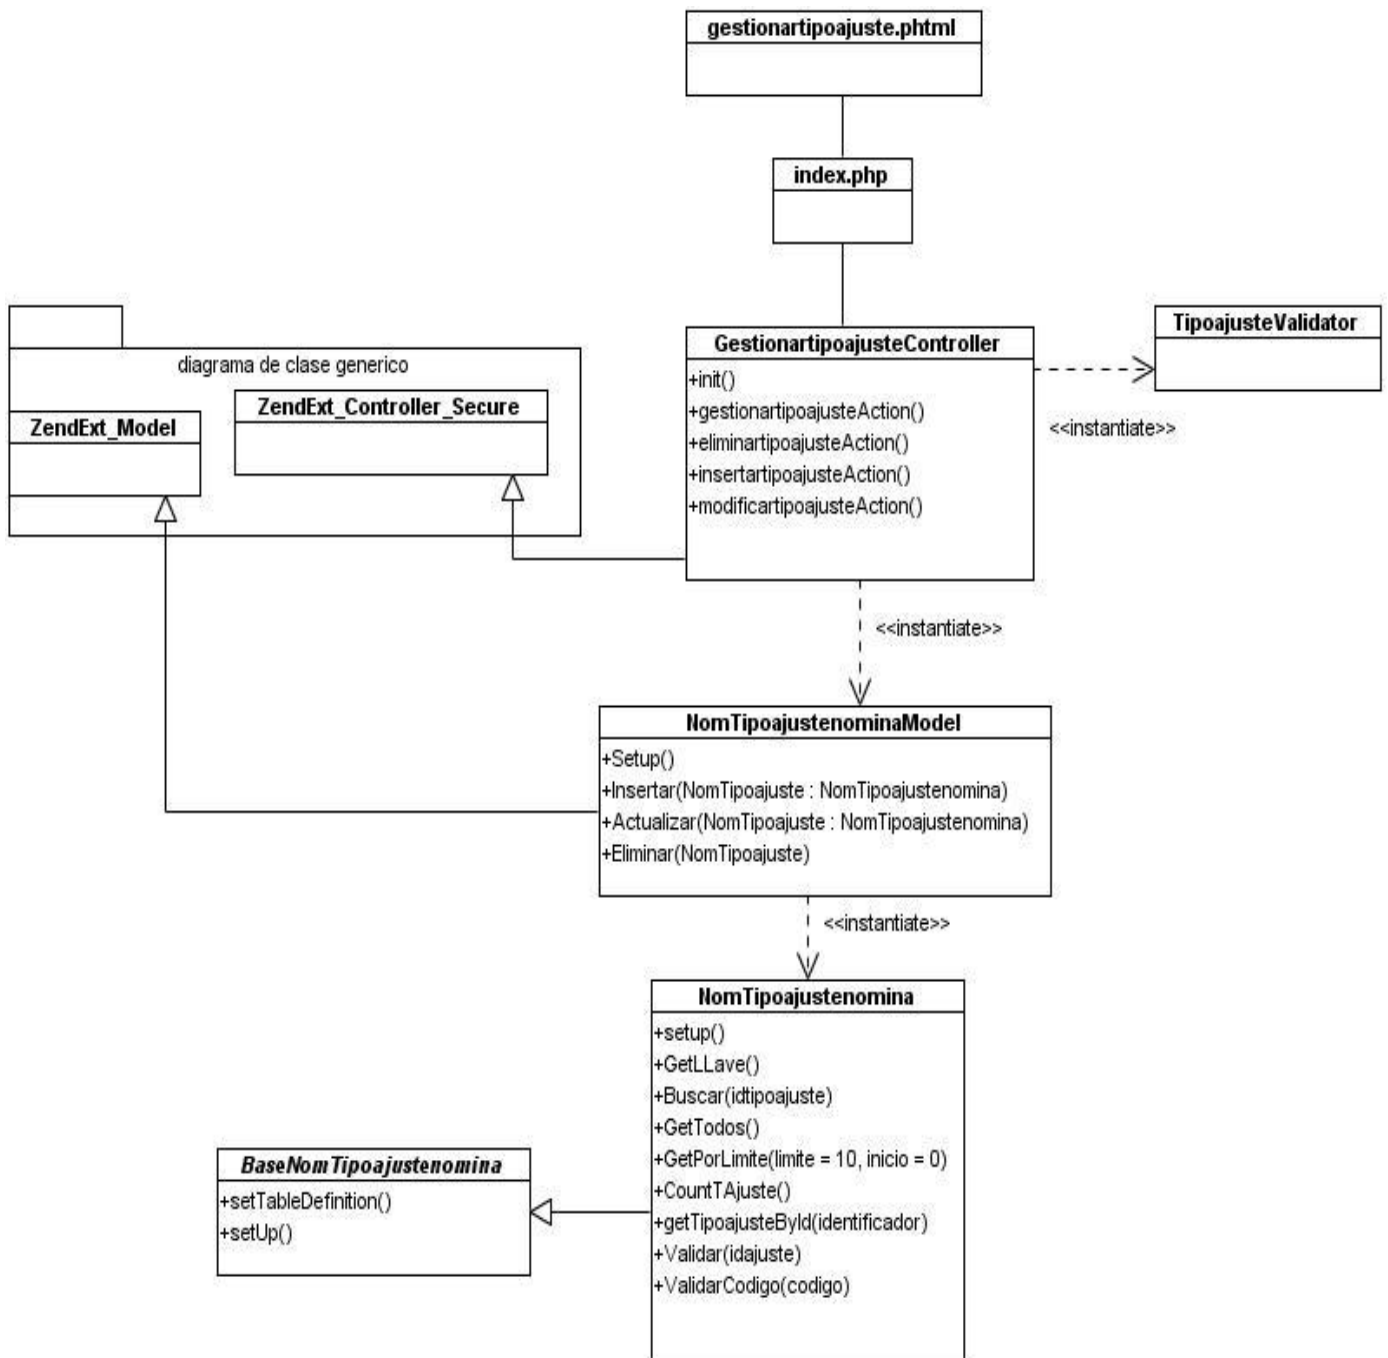 gestionartipoajuste.phtml
index.php
diagrama de clase generico
ZendExt_Model
ZendExt_Controller_Secure
GestionartipoajusteController
+init()
+gestionartipoajusteAction()
+eliminartipoajusteAction()
+insertartipoajusteAction()
+modificartipoajusteAction()
TipoajusteValidator
<<instantiate>>
<<instantiate>>
NomTipoajustenominaModel
+Setup()
+Insertar(NomTipoajuste : NomTipoajustenomina)
+Actualizar(NomTipoajuste : NomTipoajustenomina)
+Eliminar(NomTipoajuste)
<<instantiate>>
NomTipoajustenomina
+setup()
+GetLLave()
+Buscar(idtipoajuste)
+GetTodos()
+GetPorLimite(limite = 10, inicio = 0)
+CountTAjuste()
+getTipoajusteById(identificador)
+Validar(idajuste)
+ValidarCodigo(codigo)
BaseNomTipoajustenomina
+setTableDefinition()
+setUp()